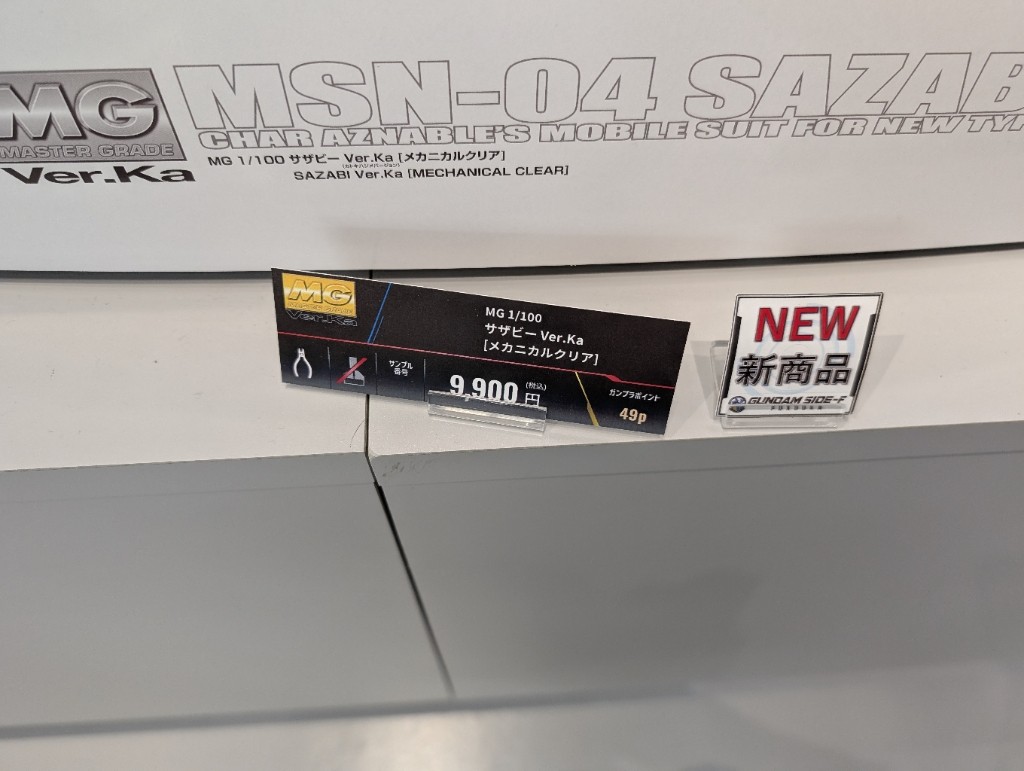 MG
MASTER GRADE
Ver.Ka
MSN-04 SAZAB
CHAR AZNABLE'S MOBILE SUIT FOR NEW TY
MG 1/100 サザビー Ver.Ka [メカニカルクリア]
SAZABI Ver.Ka [MECHANICAL CLEAR]
MG
Ver.Ka
MG 1/100
サザビー Ver.Ka
[メカニカルクリア]
サンプル
番号
9,900 (税込)
円
ガンプラポイント
49p
NEW
新商品
GUNDAM SIDE-F
FUKUOKA